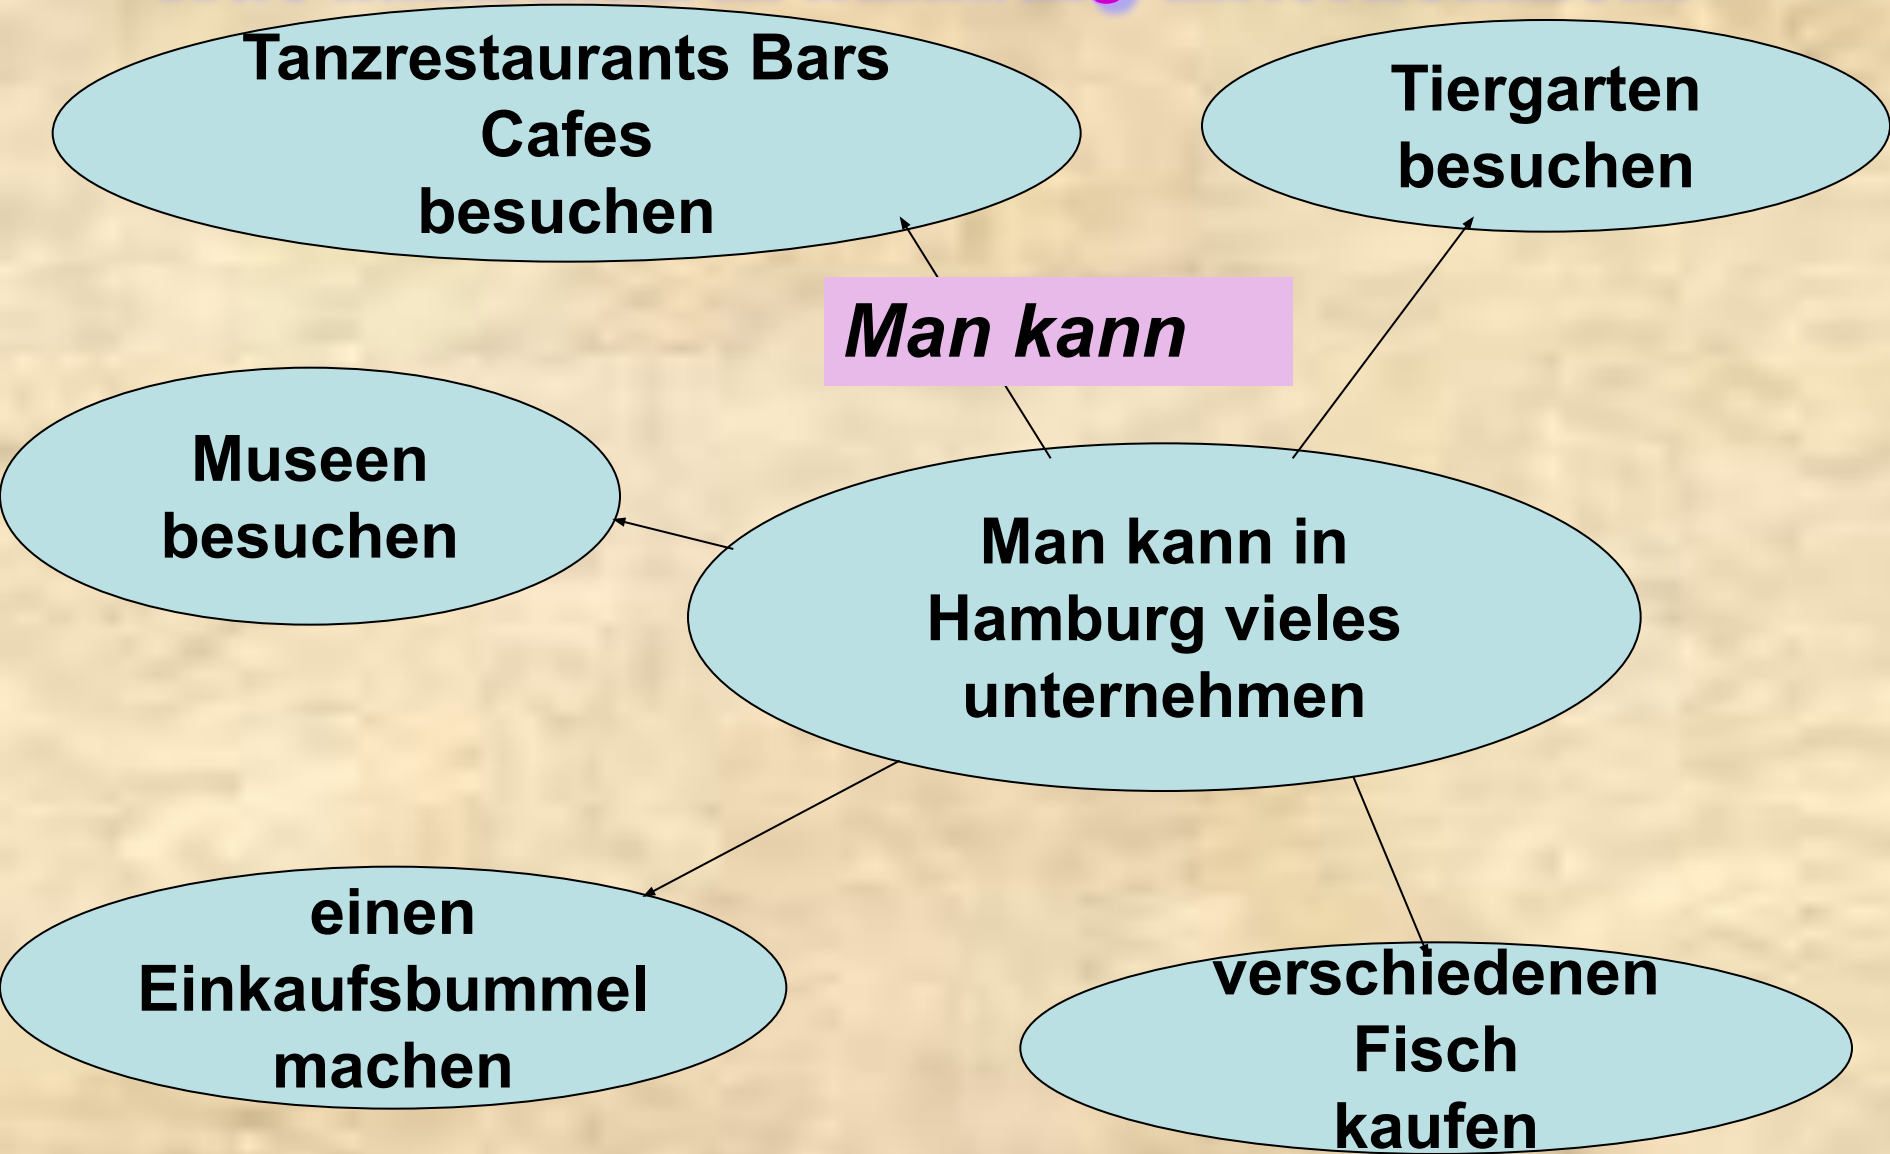 Tanzrestaurants Bars
Cafes
besuchen
Tiergarten
besuchen
Man kann
Museen
besuchen
Man kann in
Hamburg vieles
unternehmen
einen
Einkaufsbummel
machen
verschiedenen
Fisch
kaufen